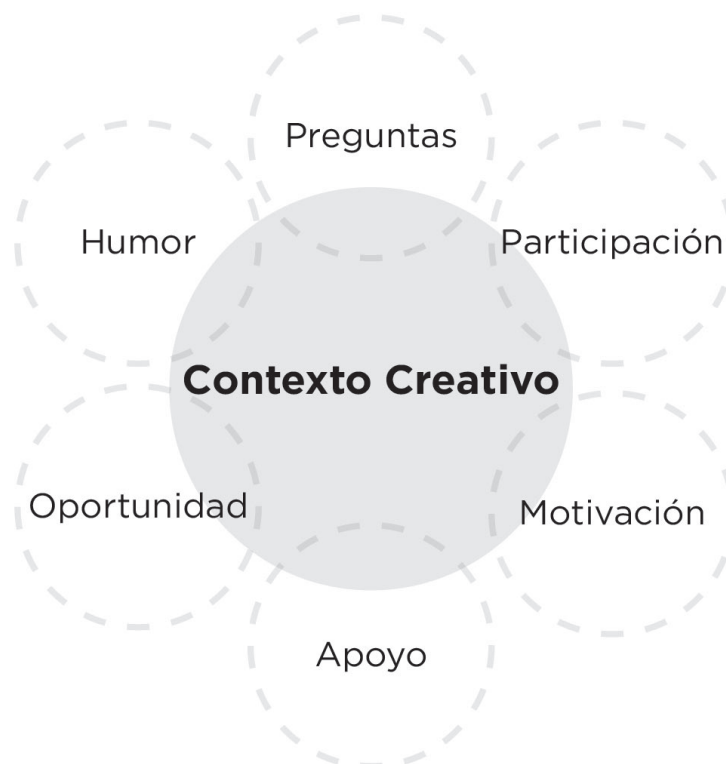 Preguntas
Humor
Participación
Contexto Creativo
Oportunidad
Motivación
Apoyo